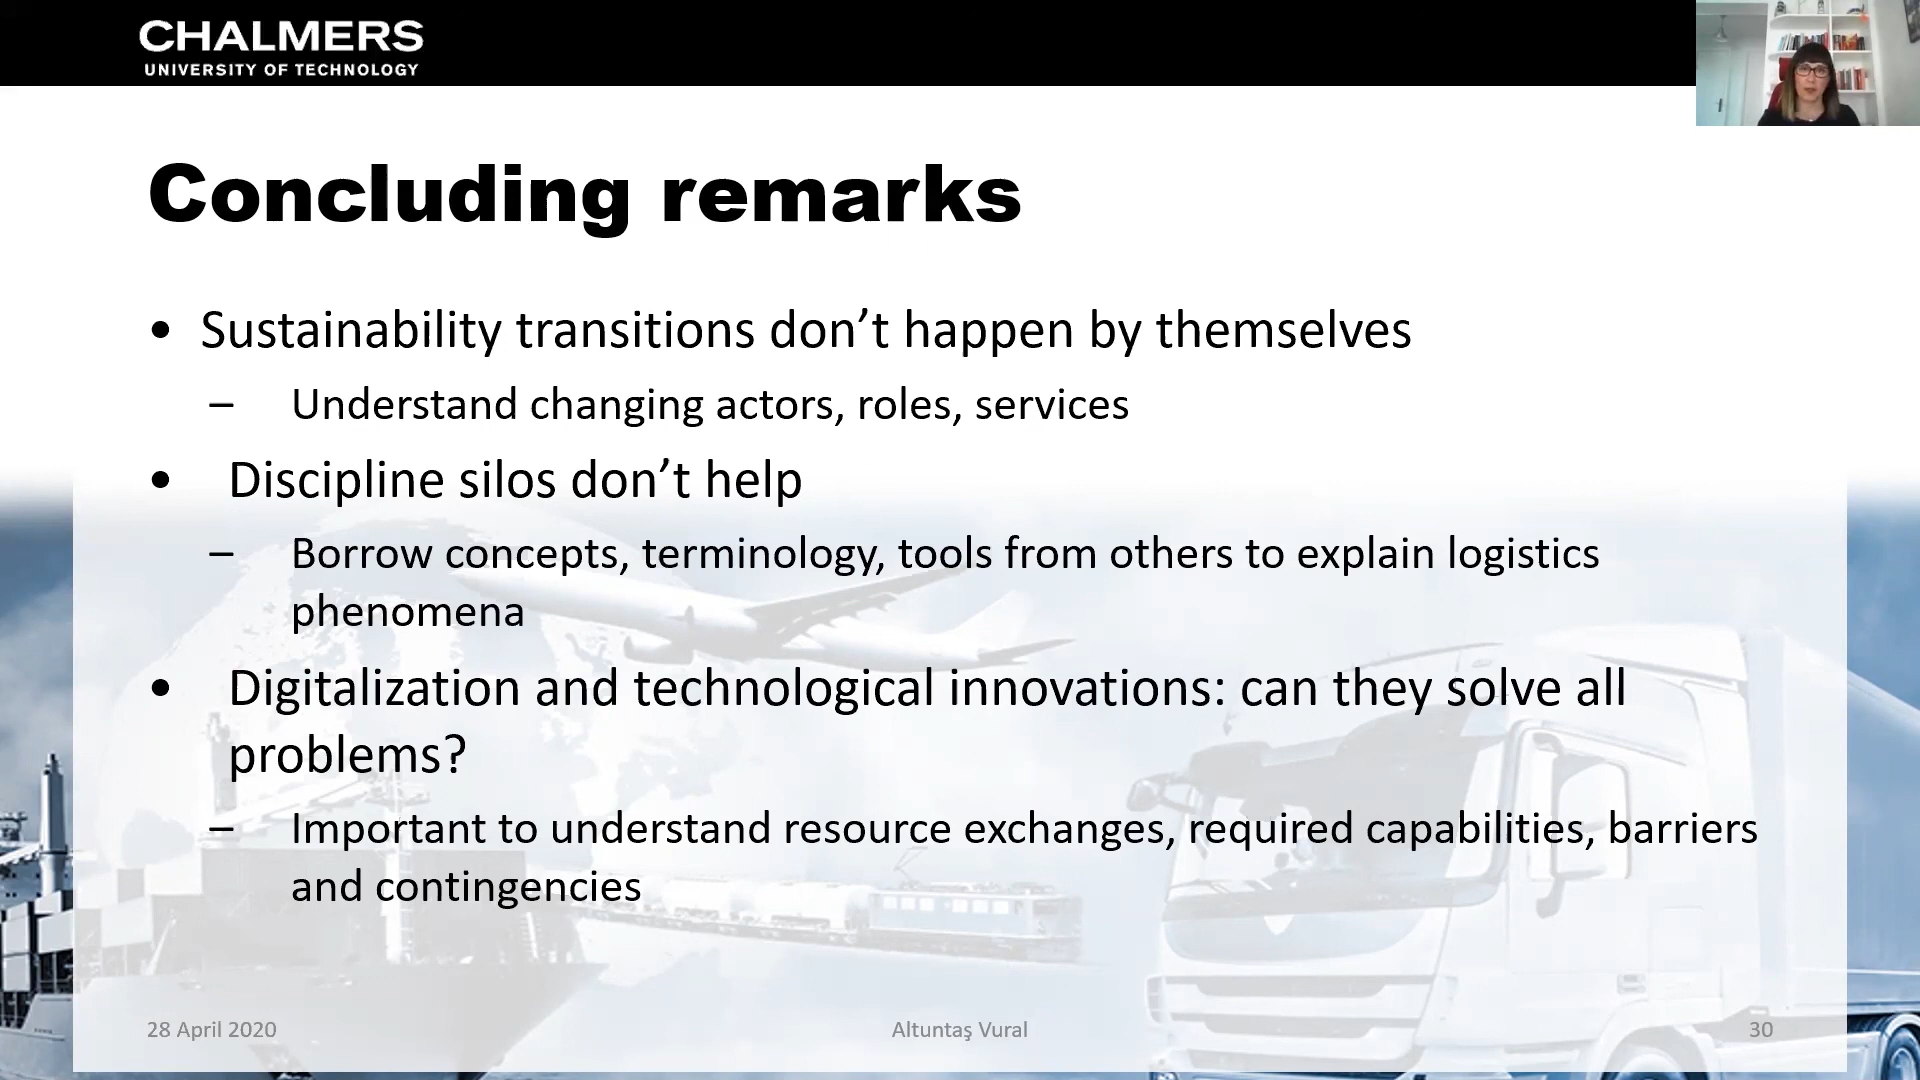 CHALMERS
UNIVERSITY OF TECHNOLOGY
Concluding remarks
• Sustainability transitions don’t happen by themselves
– Understand changing actors, roles, services
• Discipline silos don’t help
– Borrow concepts, terminology, tools from others to explain logistics
phenomena
• Digitalization and technological innovations: can they solve all
problems?
– Important to understand resource exchanges, required capabilities, barriers
and contingencies
28 April 2020
Altuntaş Vural
30